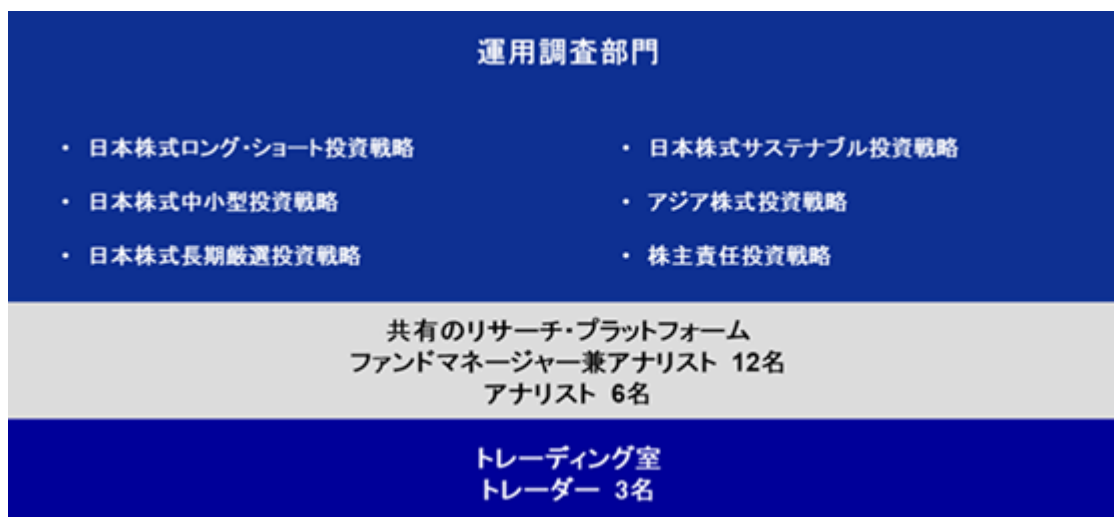 運用調査部門
・ 日本株式ロング・ショート投資戦略
・ 日本株式サステナブル投資戦略
・ 日本株式中小型投資戦略
・ アジア株式投資戦略
・ 日本株式長期厳選投資戦略
・ 株主責任投資戦略
共有のリサーチ・プラットフォーム
ファンドマネージャー兼アナリスト 12名
アナリスト 6名
トレーディング室
トレーダー 3名